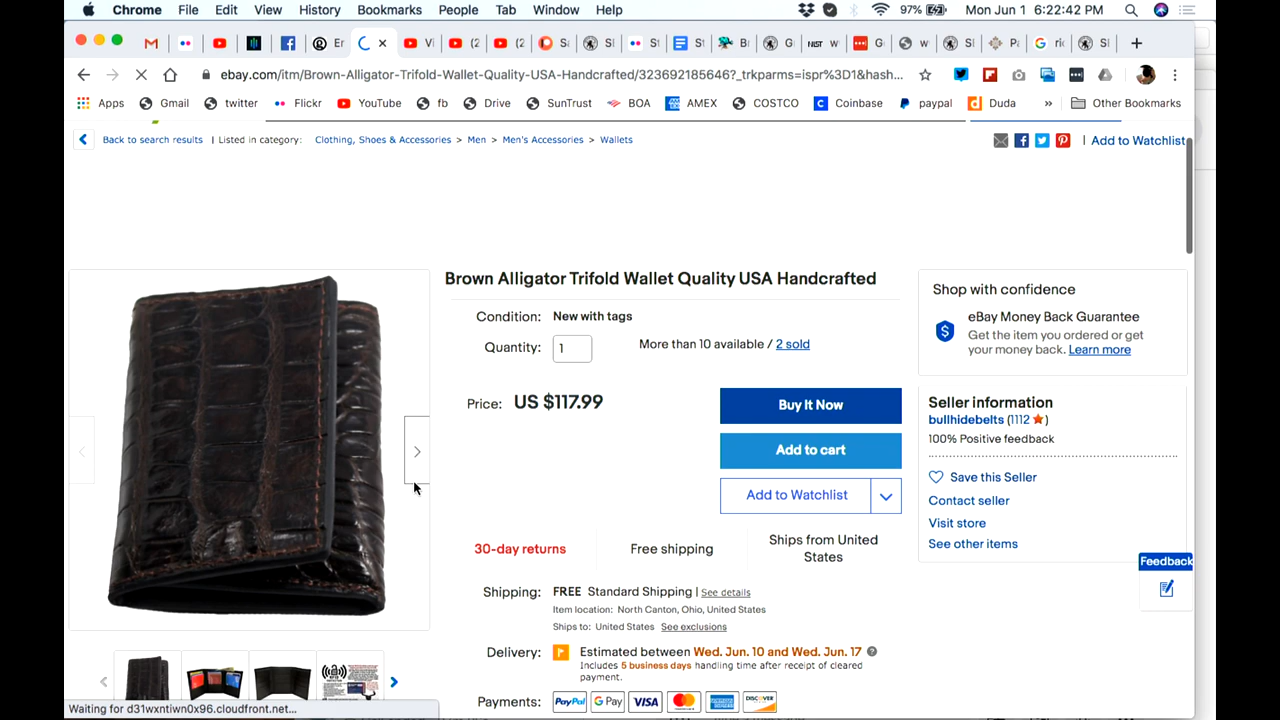 Chrome File Edit View History Bookmarks People Tab Window Help 97% Mon Jun 1 6:22:42 PM
ebay.com/itm/Brown-Alligator-Trifold-Wallet-Quality-USA-Handcrafted/323692185646?_trkparms=ispr%3D1&hash...
Apps Gmail twitter Flickr YouTube fb Drive SunTrust BOA AMEX COSTCO Coinbase paypal Duda » Other Bookmarks
Back to search results | Listed in category: Clothing, Shoes & Accessories > Men > Men's Accessories > Wallets | Add to Watchlist
Brown Alligator Trifold Wallet Quality USA Handcrafted
Condition: New with tags
Quantity: 1 More than 10 available / 2 sold
Price: US $117.99
Buy It Now
Add to cart
Add to Watchlist
30-day returns Free shipping Ships from United States
Shipping: FREE Standard Shipping | See details
Item location: North Canton, Ohio, United States
Ships to: United States See exclusions
Delivery: Estimated between Wed. Jun. 10 and Wed. Jun. 17
Includes 5 business days handling time after receipt of cleared
payment.
Payments: PayPal G Pay VISA DISCOVER
Shop with confidence
eBay Money Back Guarantee
Get the item you ordered or get
your money back. Learn more
Seller information
bullhidebelts (1112 )
100% Positive feedback
Save this Seller
Contact seller
Visit store
See other items
Feedback
Waiting for d31wxntiwn0x96.cloudfront.net...